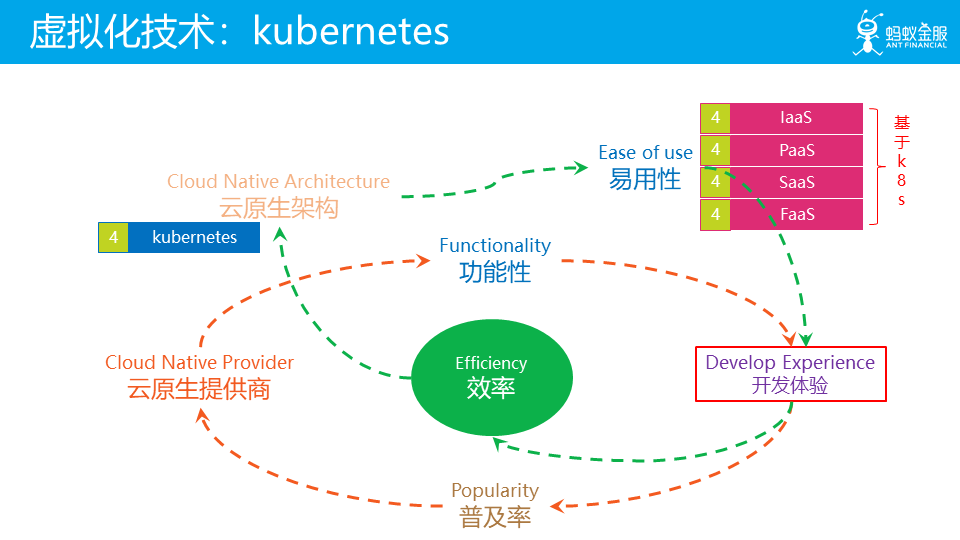 虚拟化技术：kubernetes
蚂蚁金服
ANT FINANCIAL
4 IaaS
4 PaaS
4 SaaS
4 FaaS
基于k8s
Ease of use
易用性
Cloud Native Architecture
云原生架构
4 kubernetes
Functionality
功能性
Cloud Native Provider
云原生提供商
Efficiency
效率
Develop Experience
开发体验
Popularity
普及率